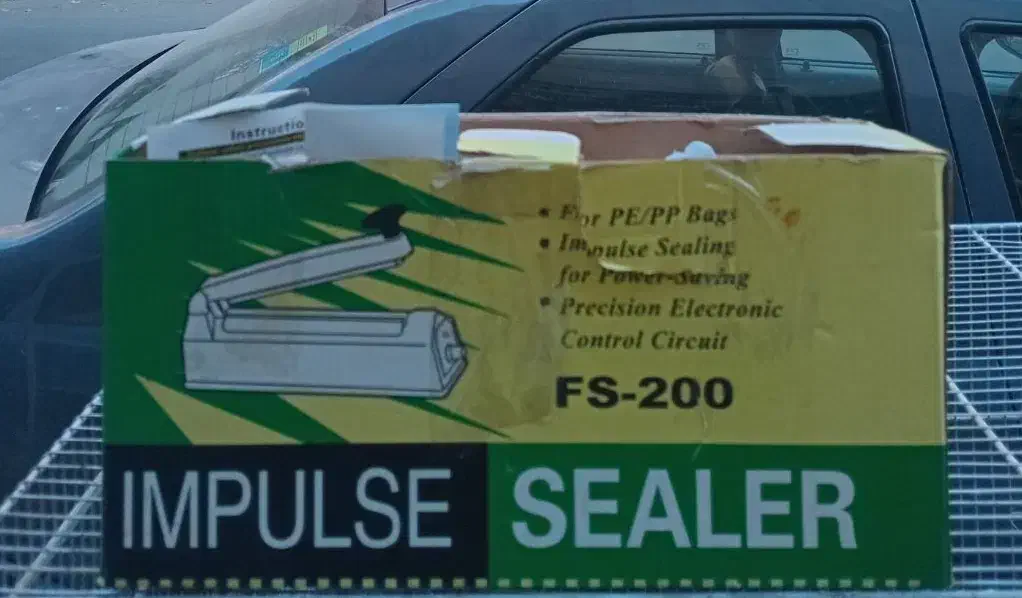 Instructio
• For PE/PP Bags
• Impulse Sealing
for Power-Saving
• Precision Electronic
Control Circuit
FS-200
IMPULSE SEALER